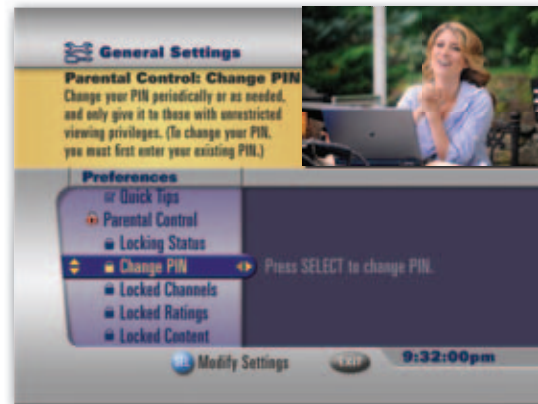 General Settings
Parental Control: Change PIN
Change your PIN periodically or as needed,
and only give it to those with unrestricted
viewing privileges. (To change your PIN,
you must first enter your existing PIN.)
Preferences
Quick Tips
Parental Control
Locking Status
Change PIN
Press SELECT to change PIN.
Locked Channels
Locked Ratings
Locked Content
SEL Modify Settings
EXIT
9:32:00pm